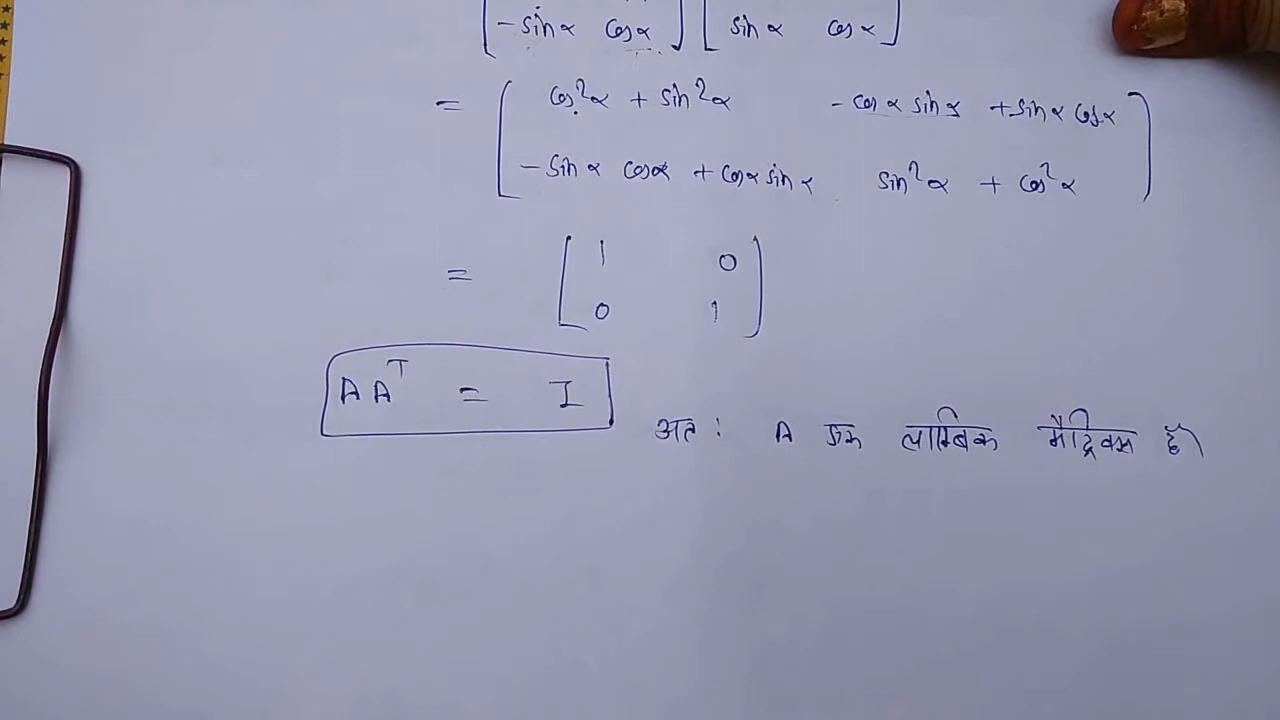 [-sin α cos α] [sin α cos α]
= [cos²α + sin²α -cos α sin α + sin α cos α
-sin α cos α + cos α sin α sin²α + cos²α]
= [1 0
0 1]
AAᵀ = I
अतः A एक लाम्बिक मैट्रिक्स है।